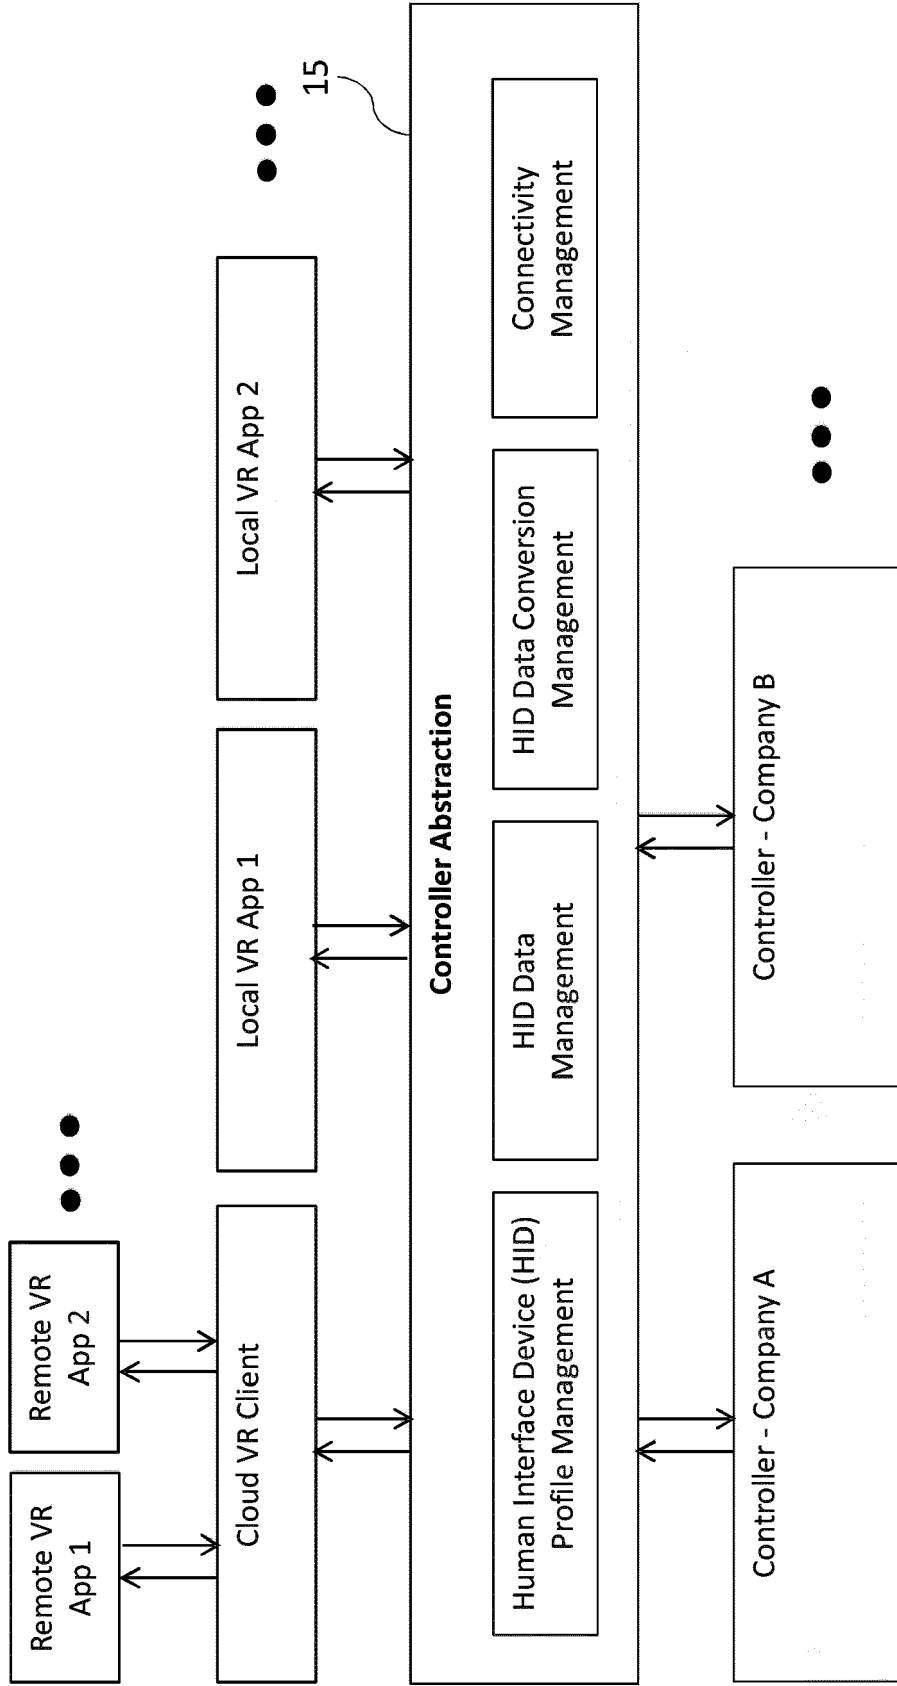 Remote VR
App 1
Remote VR
App 2
Cloud VR Client
Local VR App 1
Local VR App 2
15
Controller Abstraction
Human Interface Device (HID)
Profile Management
HID Data
Management
HID Data Conversion
Management
Connectivity
Management
Controller - Company A
Controller - Company B